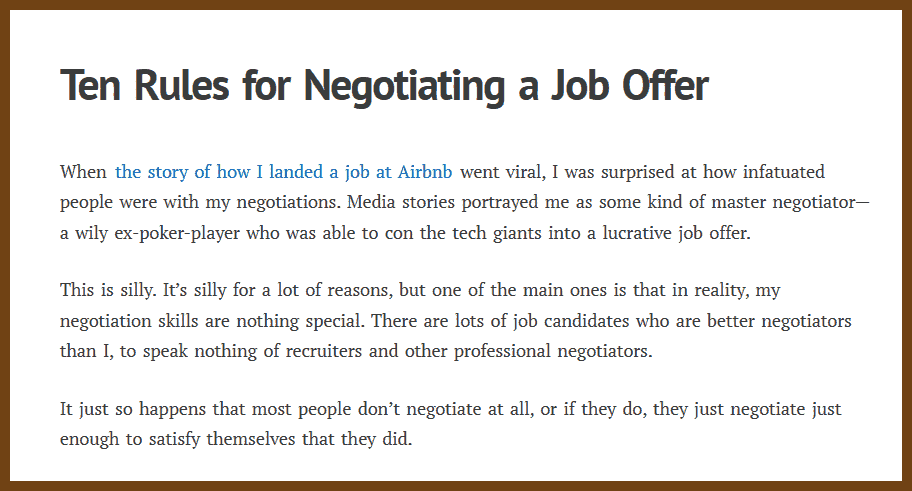 Ten Rules for Negotiating a Job Offer
When the story of how I landed a job at Airbnb went viral, I was surprised at how infatuated
people were with my negotiations. Media stories portrayed me as some kind of master negotiator—
a wily ex-poker-player who was able to con the tech giants into a lucrative job offer.
This is silly. It’s silly for a lot of reasons, but one of the main ones is that in reality, my
negotiation skills are nothing special. There are lots of job candidates who are better negotiators
than I, to speak nothing of recruiters and other professional negotiators.
It just so happens that most people don’t negotiate at all, or if they do, they just negotiate just
enough to satisfy themselves that they did.